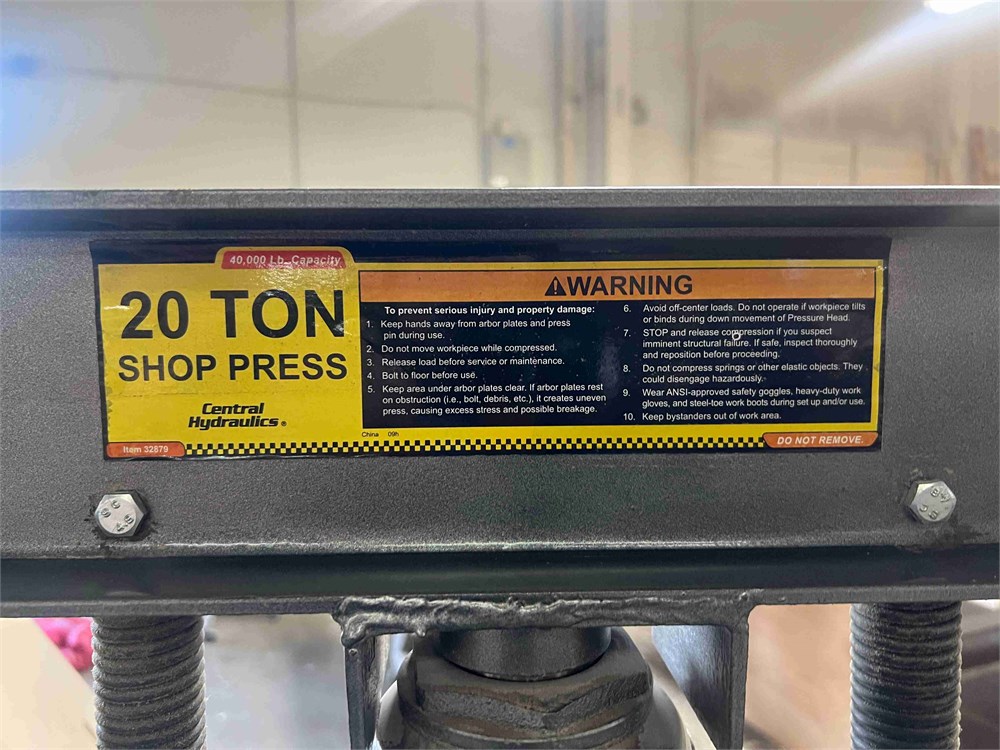 40,000 Lb. Capacity
20 TON
SHOP PRESS
Central
Hydraulics®
Item 32879
⚠WARNING
To prevent serious injury and property damage:
1. Keep hands away from arbor plates and press
pin during use.
2. Do not move workpiece while compressed.
3. Release load before service or maintenance.
4. Bolt to floor before use.
5. Keep area under arbor plates clear. If arbor plates rest
on obstruction (i.e., bolt, debris, etc.), it creates uneven
press, causing excess stress and possible breakage.
6. Avoid off-center loads. Do not operate if workpiece tilts
or binds during down movement of Pressure Head.
7. STOP and release compression if you suspect
imminent structural failure. If safe, inspect thoroughly
and reposition before proceeding.
8. Do not compress springs or other elastic objects. They
could disengage hazardously.
9. Wear ANSI-approved safety goggles, heavy-duty work
gloves, and steel-toe work boots during set up and/or use.
10. Keep bystanders out of work area.
China 09h
DO NOT REMOVE.